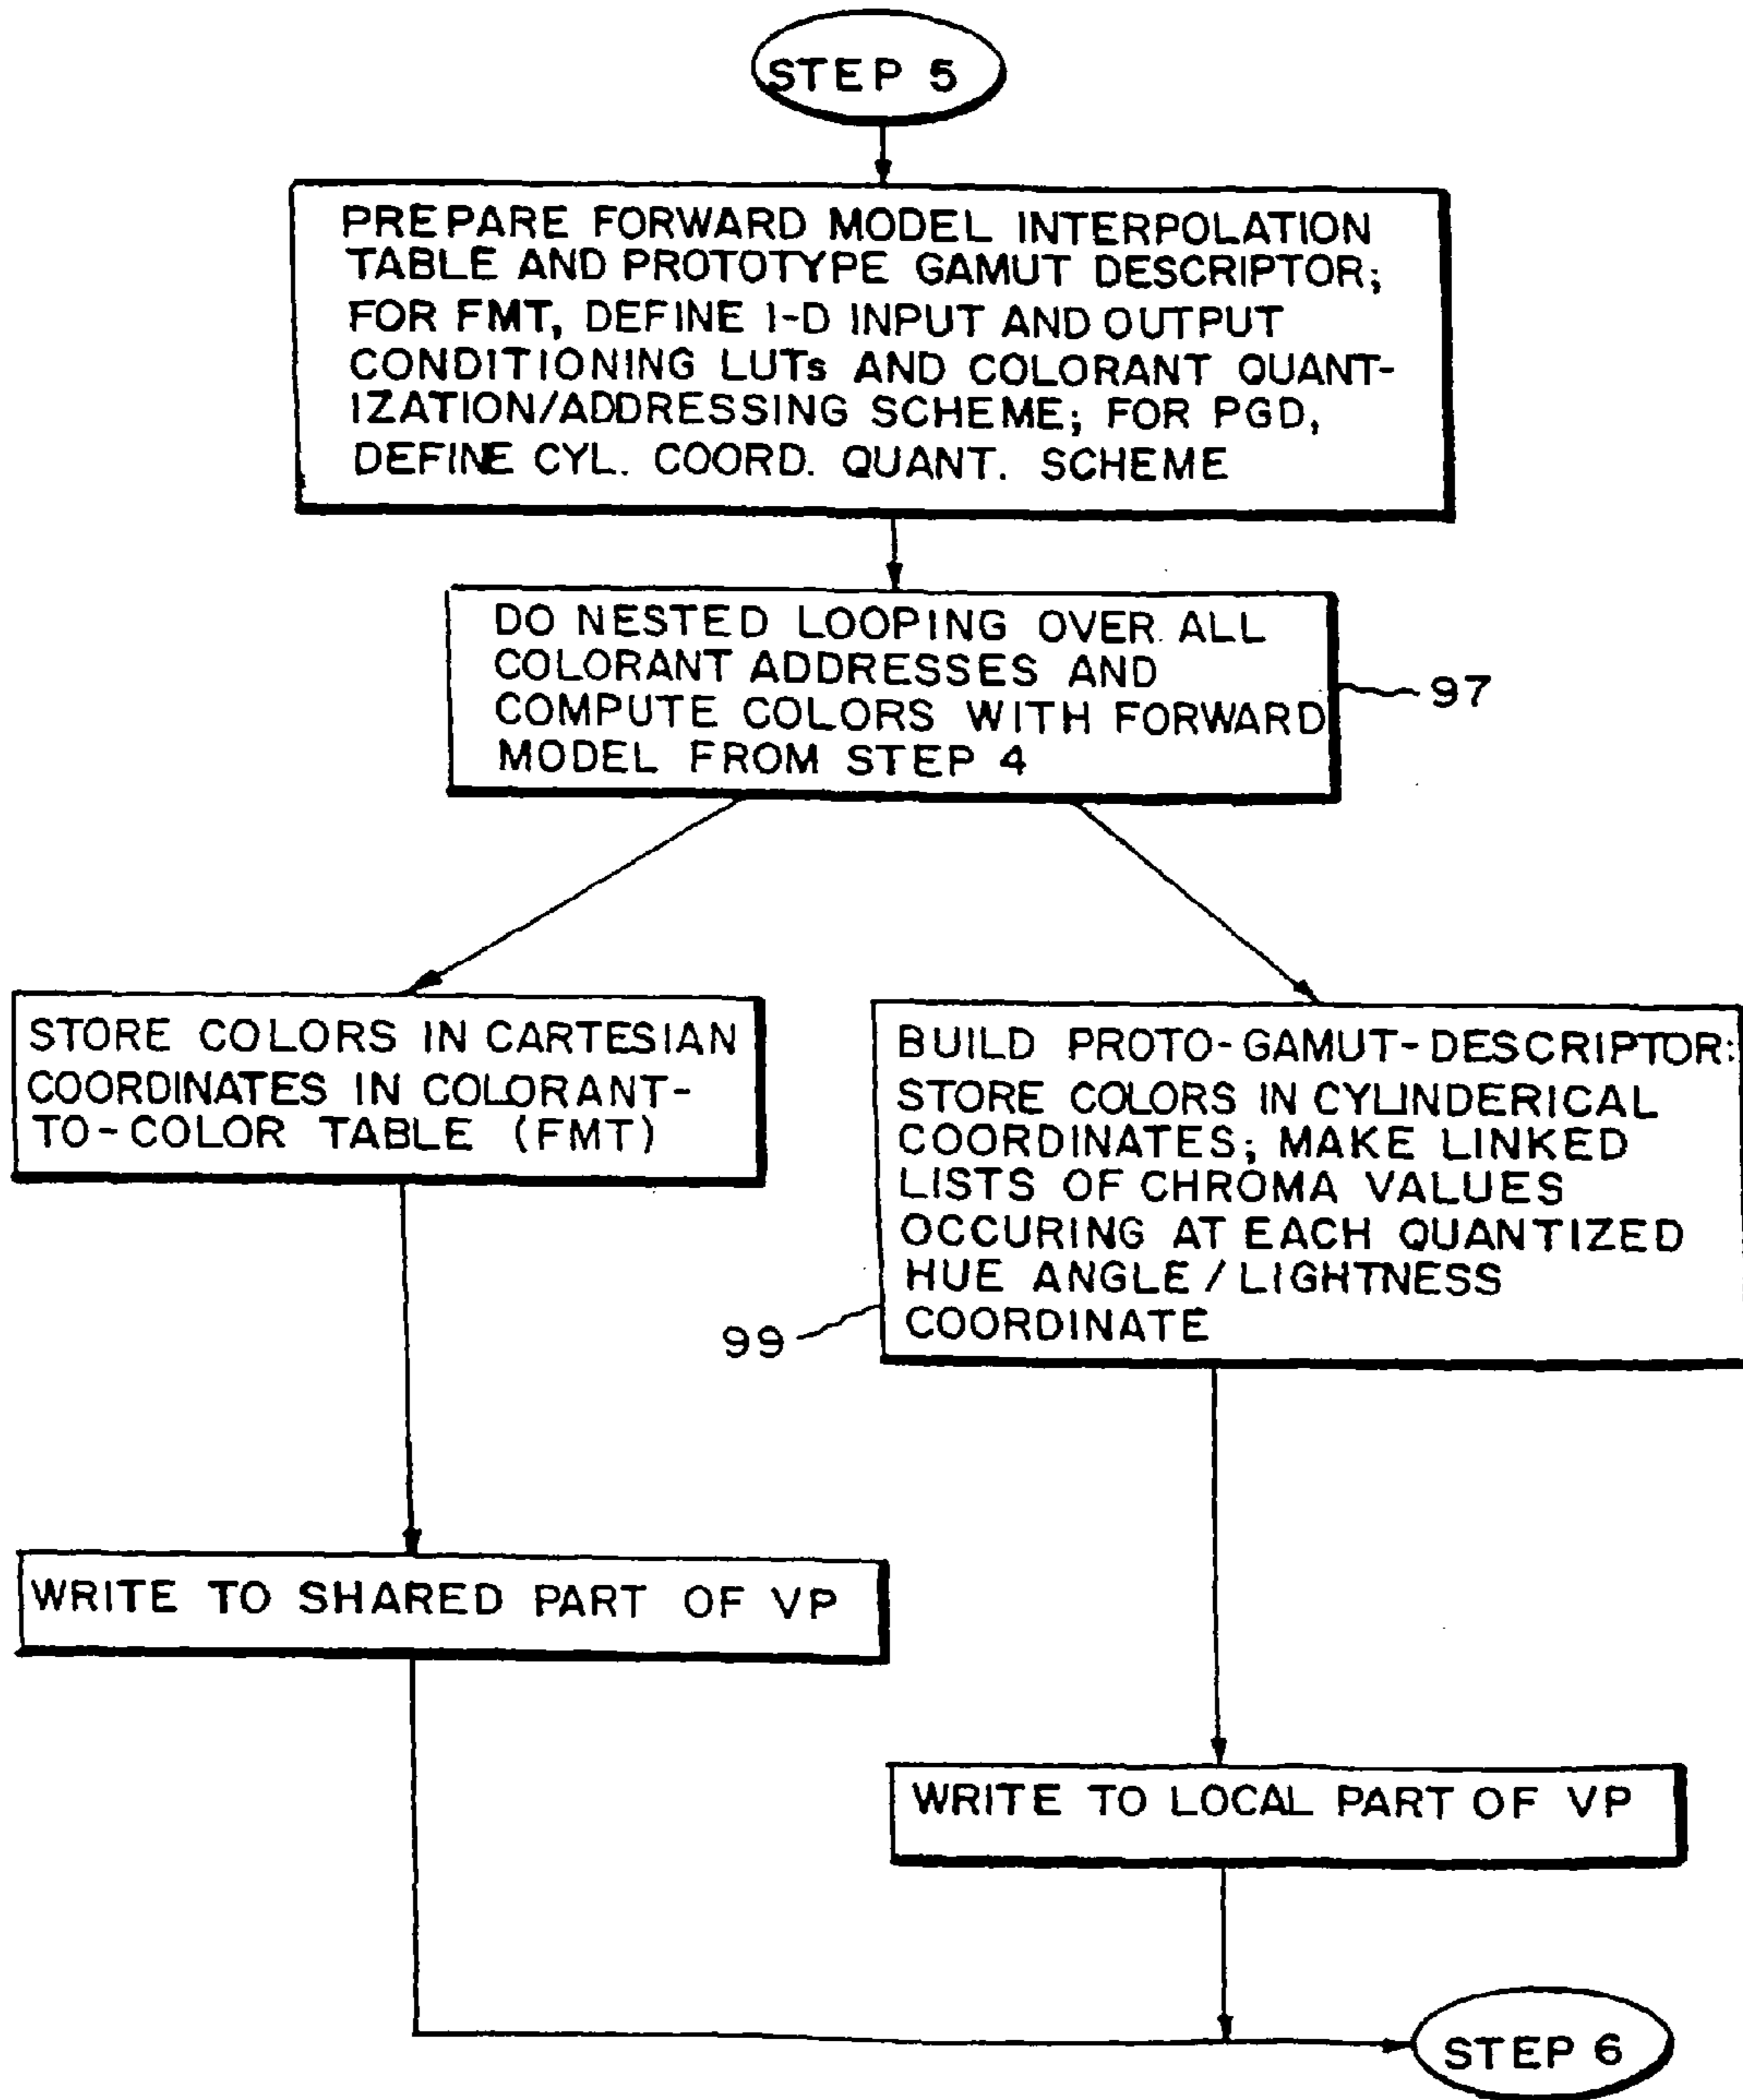 STEP 5
PREPARE FORWARD MODEL INTERPOLATION
TABLE AND PROTOTYPE GAMUT DESCRIPTOR;
FOR FMT, DEFINE 1-D INPUT AND OUTPUT
CONDITIONING LUTs AND COLORANT QUANT-
IZATION/ADDRESSING SCHEME; FOR PGD,
DEFINE CYL. COORD. QUANT. SCHEME
DO NESTED LOOPING OVER ALL
COLORANT ADDRESSES AND
COMPUTE COLORS WITH FORWARD
MODEL FROM STEP 4
97
STORE COLORS IN CARTESIAN
COORDINATES IN COLORANT-
TO-COLOR TABLE (FMT)
BUILD PROTO-GAMUT-DESCRIPTOR:
STORE COLORS IN CYLINDERICAL
COORDINATES; MAKE LINKED
LISTS OF CHROMA VALUES
OCCURING AT EACH QUANTIZED
HUE ANGLE/LIGHTNESS
COORDINATE
99
WRITE TO SHARED PART OF VP
WRITE TO LOCAL PART OF VP
STEP 6